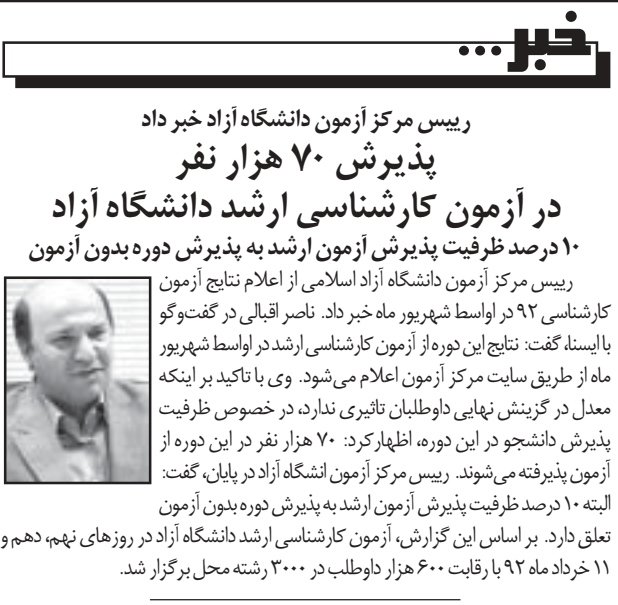 خبر...
رییس مرکز آزمون دانشگاه آزاد خبر داد
پذیرش ۷۰ هزار نفر
در آزمون کارشناسی ارشد دانشگاه آزاد
۱۰ درصد ظرفیت پذیرش آزمون ارشد به پذیرش دوره بدون آزمون
رییس مرکز آزمون دانشگاه آزاد اسلامی از اعلام نتایج آزمون
کارشناسی ۹۲ در اواسط شهریور ماه خبر داد. ناصر اقبالی در گفت‌وگو
با ایسنا، گفت: نتایج این دوره از آزمون کارشناسی ارشد در اواسط شهریور
ماه از طریق سایت مرکز آزمون اعلام می‌شود. وی با تاکید بر اینکه
معدل در گزینش نهایی داوطلبان تاثیری ندارد، در خصوص ظرفیت
پذیرش دانشجو در این دوره، اظهار کرد: ۷۰ هزار نفر در این دوره از
آزمون پذیرفته می‌شوند. رییس مرکز آزمون انشگاه آزاد در پایان، گفت:
البته ۱۰ درصد ظرفیت پذیرش آزمون ارشد به پذیرش دوره بدون آزمون
تعلق دارد. بر اساس این گزارش، آزمون کارشناسی ارشد دانشگاه آزاد در روزهای نهم، دهم و
۱۱ خرداد ماه ۹۲ با رقابت ۶۰۰ هزار داوطلب در ۳۰۰۰ رشته محل برگزار شد.